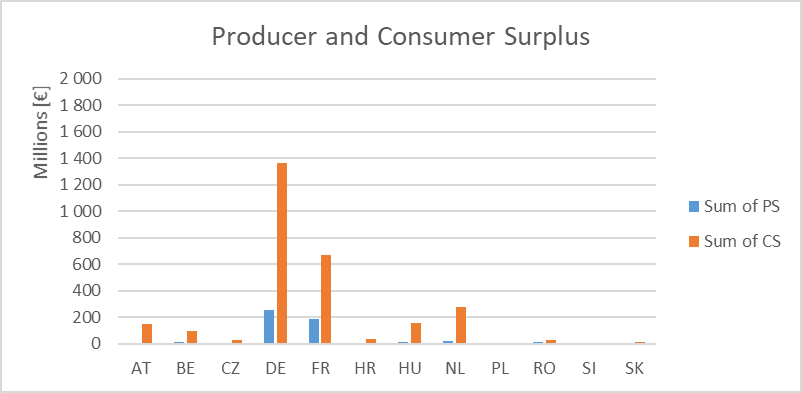 Producer and Consumer Surplus
Millions [€]
2 000
1 800
1 600
1 400
1 200
1 000
800
600
400
200
0
AT BE CZ DE FR HR HU NL PL RO SI SK
Sum of PS
Sum of CS